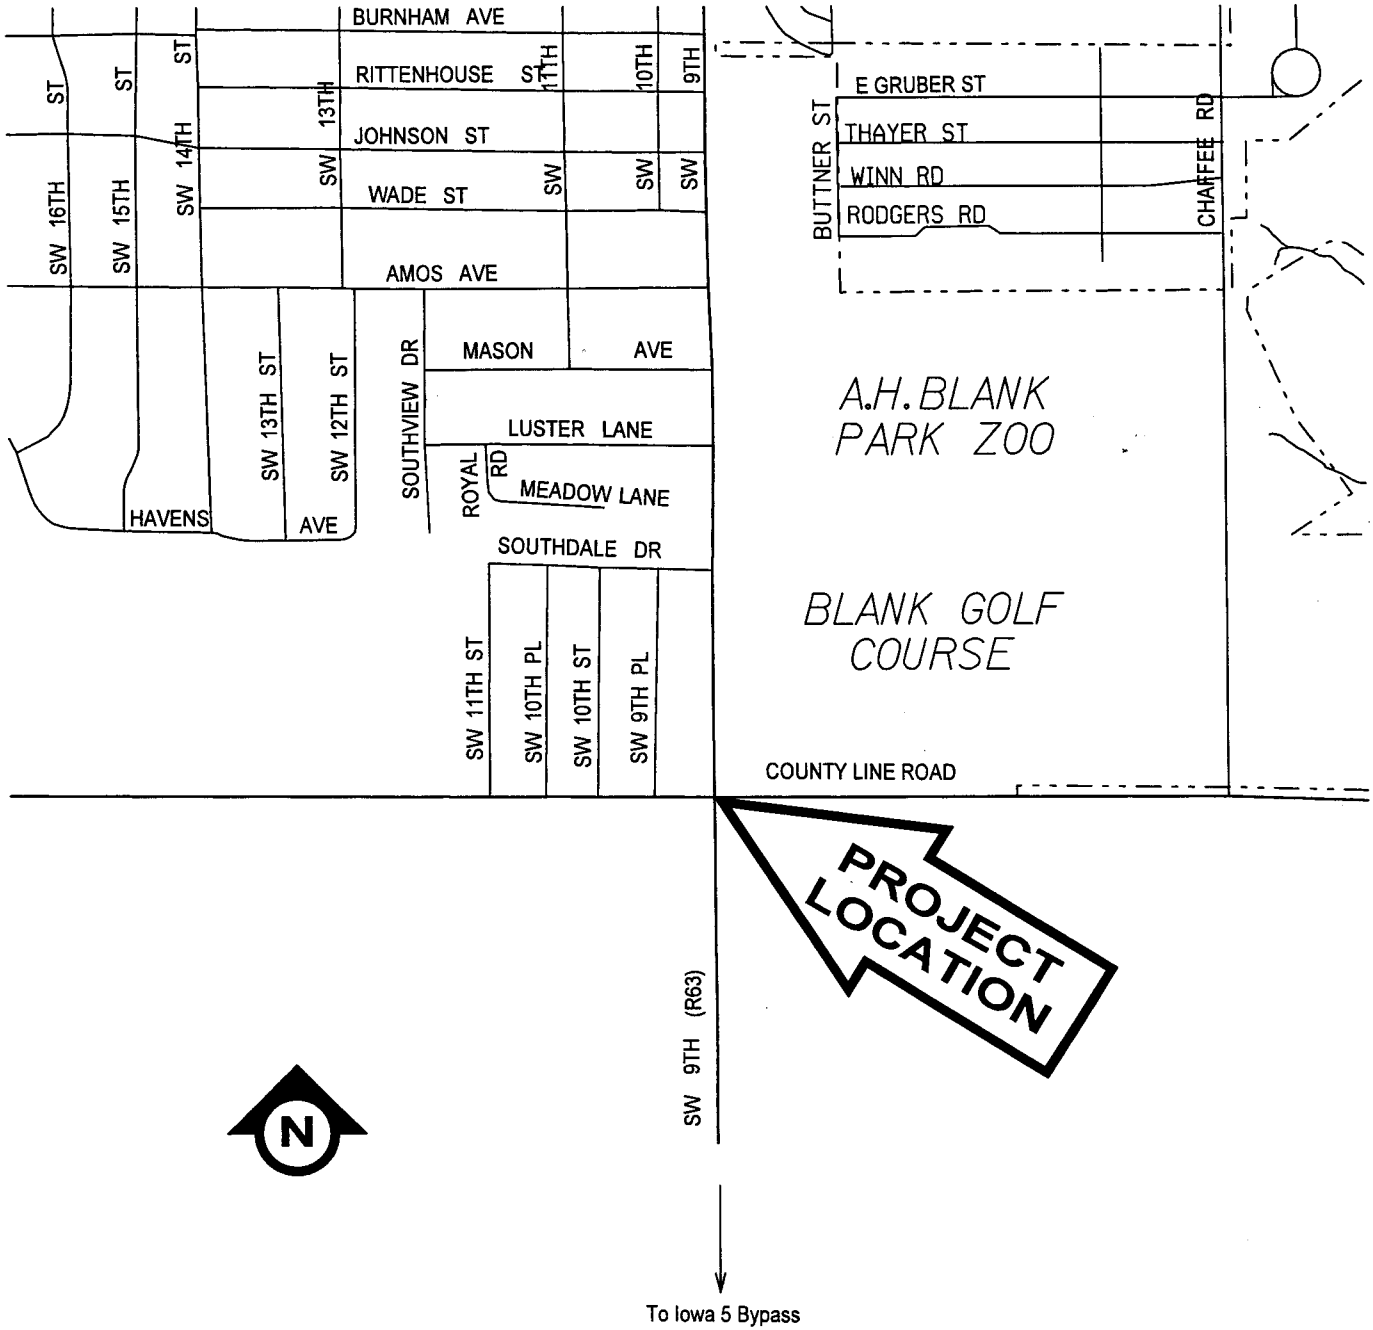 BURNHAM AVE
RITTENHOUSE ST
JOHNSON ST
WADE ST
AMOS AVE
SW 16TH ST
SW 15TH ST
SW 14TH ST
SW 13TH
SW 11TH
SW 10TH
SW 9TH
E GRUBER ST
THAYER ST
WINN RD
RODGERS RD
BUTTNER ST
CHAFFEE RD
SW 13TH ST
SW 12TH ST
SOUTHVIEW DR
MASON AVE
LUSTER LANE
ROYAL RD
MEADOW LANE
HAVENS AVE
SOUTHDALE DR
A.H. BLANK
PARK ZOO
BLANK GOLF
COURSE
SW 11TH ST
SW 10TH PL
SW 10TH ST
SW 9TH PL
COUNTY LINE ROAD
PROJECT
LOCATION
SW 9TH (R63)
N
To Iowa 5 Bypass